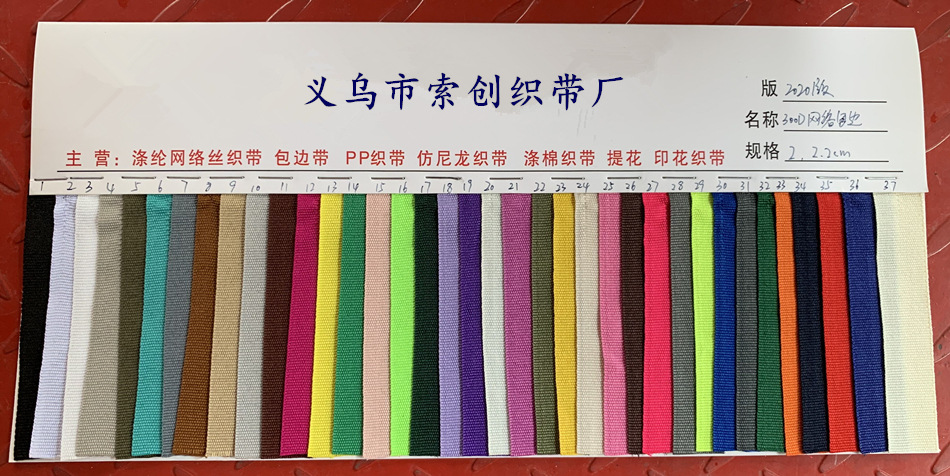 义乌市索创织带厂
版 2020版
名称 300D网络包边
规格 2. 2.2cm
主 营：涤纶网络丝织带 包边带 PP织带 仿尼龙织带 涤棉织带 提花 印花织带
1 2 3 4 5 6 7 8 9 10 11 12 13 14 15 16 17 18 19 20 21 22 23 24 25 26 27 28 29 30 31 32 33 34 35 36 37